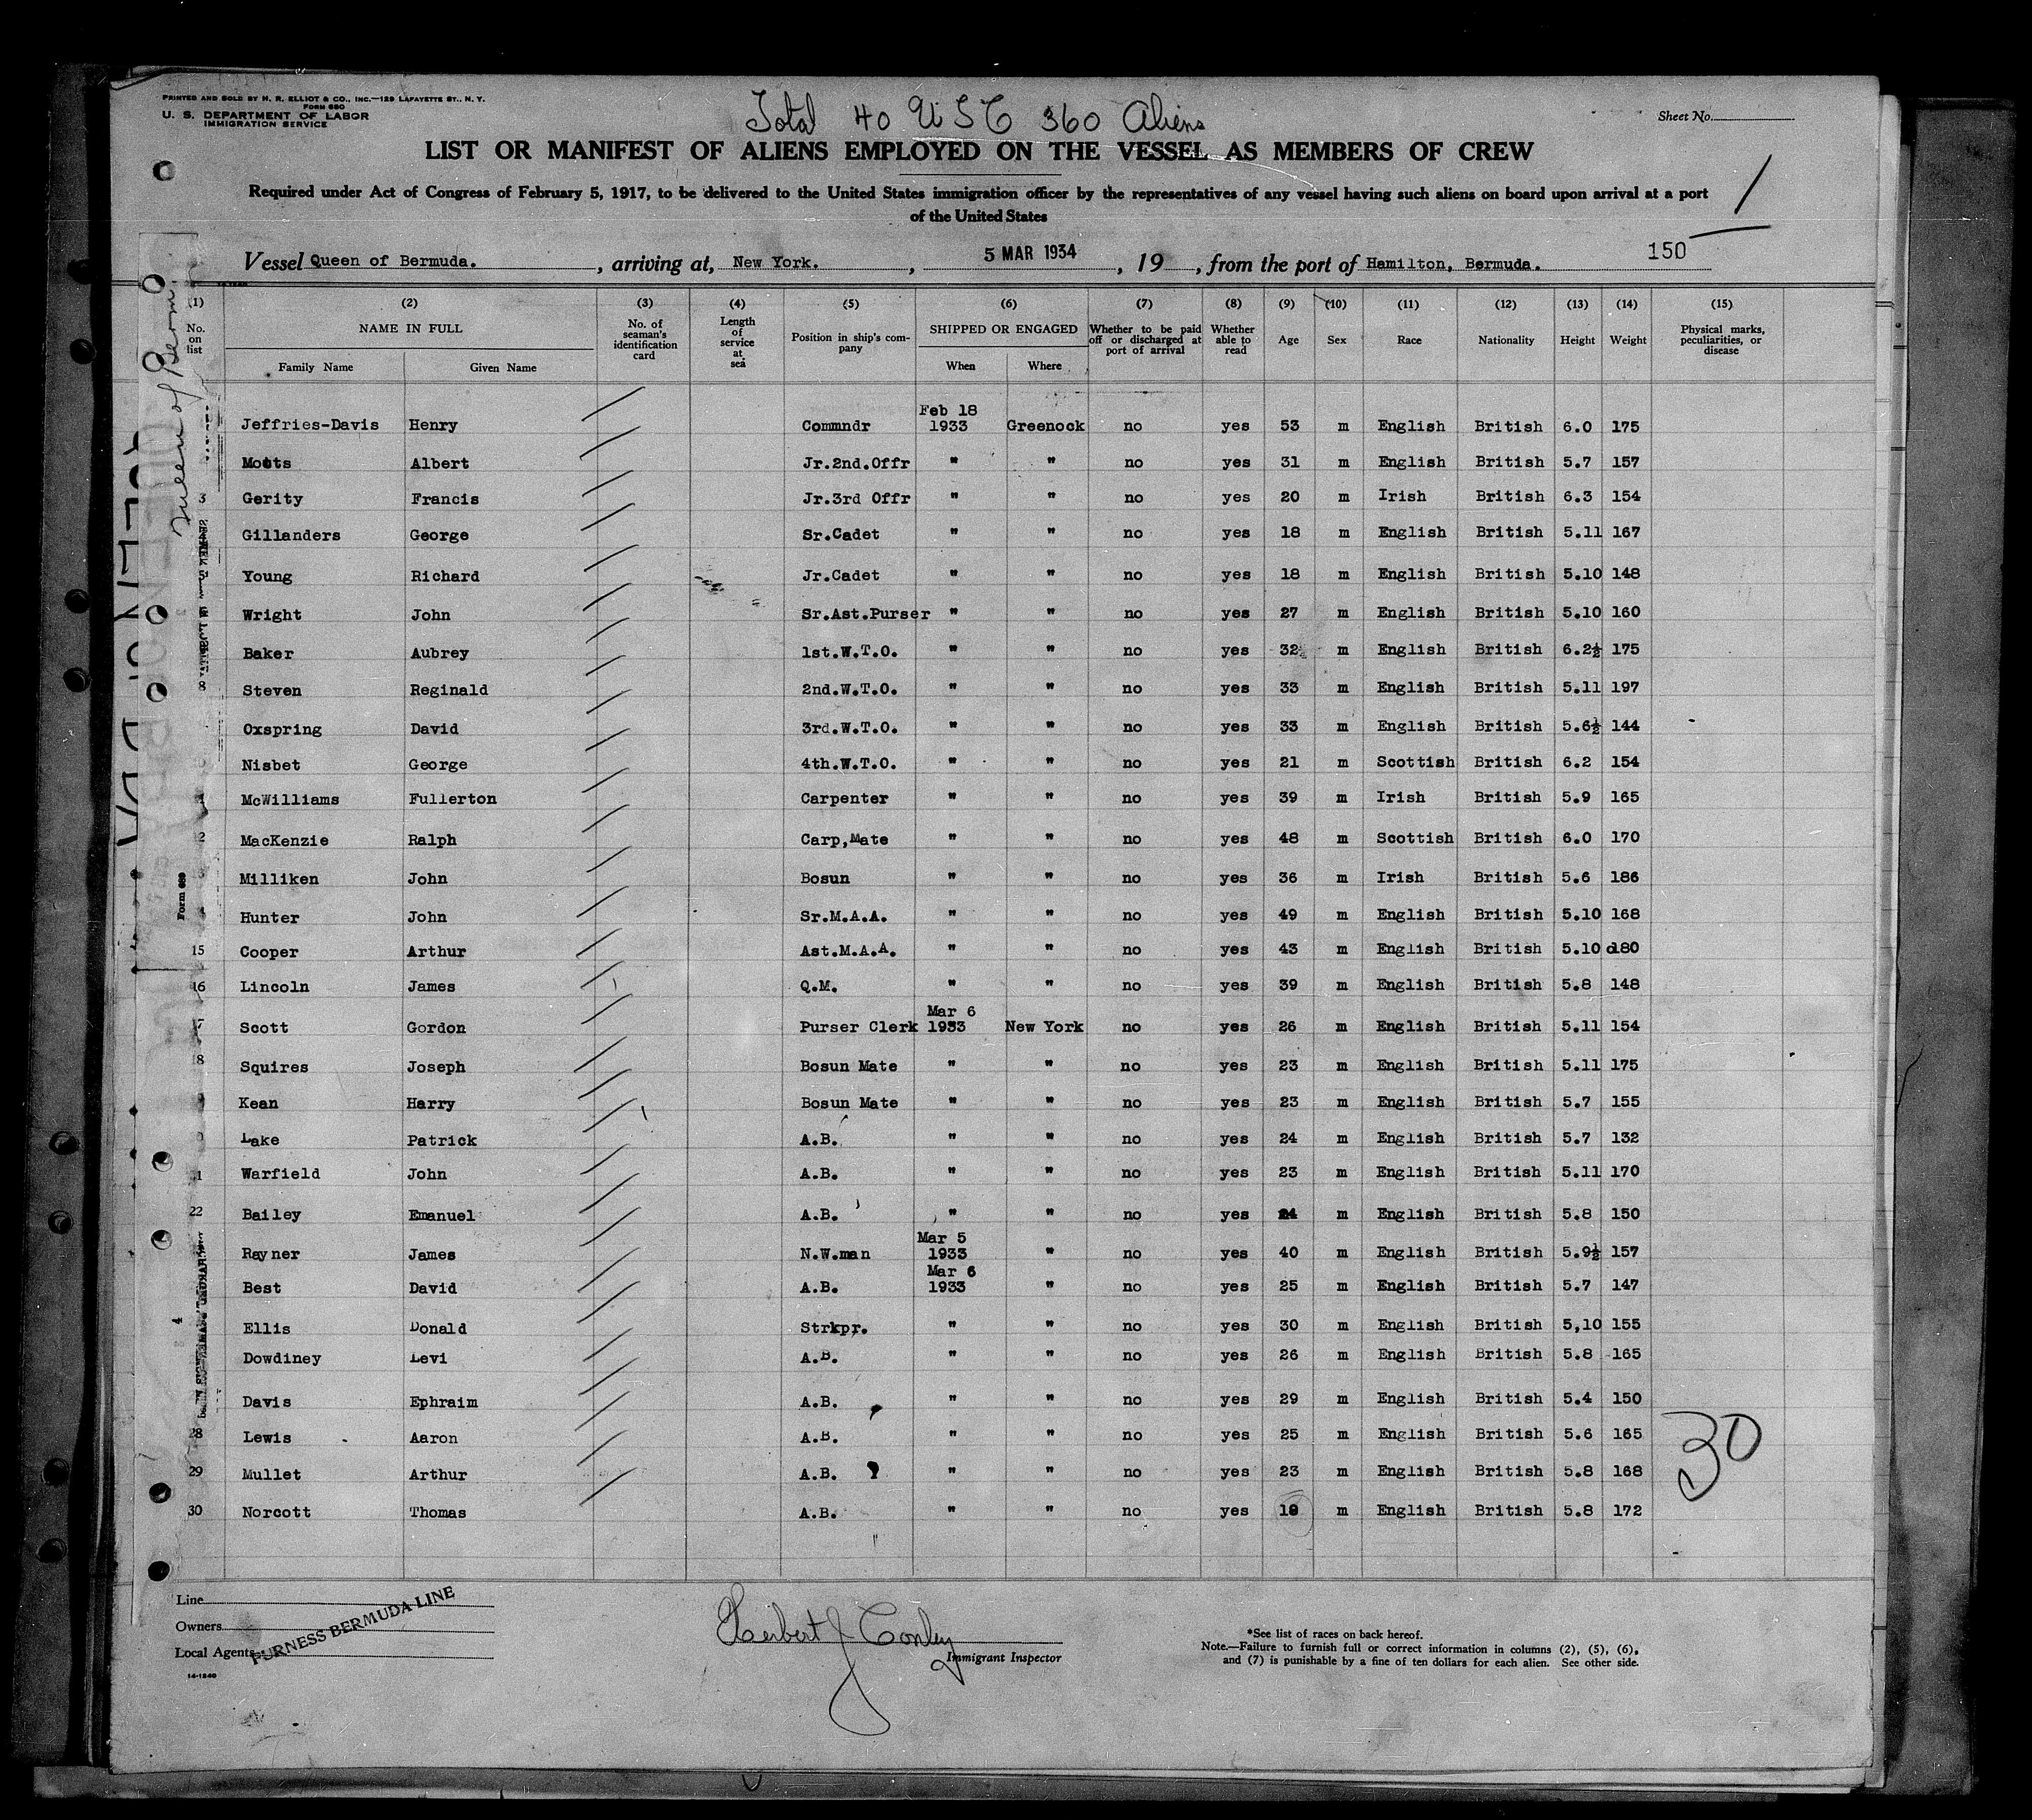 PRINTED AND SOLD BY H. R. ELLIOT & CO., INC.—129 LAFAYETTE ST., N. Y.
FORM 680
U. S. DEPARTMENT OF LABOR
IMMIGRATION SERVICE
Total 40 USC 360 Aliens
Sheet No.
LIST OR MANIFEST OF ALIENS EMPLOYED ON THE VESSEL AS MEMBERS OF CREW
1
Required under Act of Congress of February 5, 1917, to be delivered to the United States immigration officer by the representatives of any vessel having such aliens on board upon arrival at a port
of the United States
150
Vessel Queen of Bermuda. , arriving at, New York. , 5 MAR 1934 , 19 , from the port of Hamilton, Bermuda.
(1) (2) (3) (4) (5) (6) (7) (8) (9) (10) (11) (12) (13) (14) (15)
No. on list NAME IN FULL Family Name Given Name No. of seaman's identification card Length of service at sea Position in ship's company SHIPPED OR ENGAGED When Where Whether to be paid off or discharged at port of arrival Whether able to read Age Sex Race Nationality Height Weight Physical marks, peculiarities, or disease
Jeffries-Davis Henry Commndr Feb 18 1933 Greenock no yes 53 m English British 6.0 175
Motts Albert Jr.2nd.Offr " " no yes 31 m English British 5.7 157
3 Gerity Francis Jr.3rd Offr " " no yes 20 m Irish British 6.3 154
Gillanders George Sr.Cadet " " no yes 18 m English British 5.11 167
5 Young Richard Jr.Cadet " " no yes 18 m English British 5.10 148
Wright John Sr.Ast.Purser " " no yes 27 m English British 5.10 160
Baker Aubrey 1st.W.T.O. " " no yes 32 m English British 6.2½ 175
8 Steven Reginald 2nd.W.T.O. " " no yes 33 m English British 5.11 197
Oxspring David 3rd.W.T.O. " " no yes 33 m English British 5.6½ 144
Nisbet George 4th.W.T.O. " " no yes 21 m Scottish British 6.2 154
1 McWilliams Fullerton Carpenter " " no yes 39 m Irish British 5.9 165
2 MacKenzie Ralph Carp,Mate " " no yes 48 m Scottish British 6.0 170
3 Milliken John Bosun " " no yes 36 m Irish British 5.6 186
4 Hunter John Sr.M.A.A. " " no yes 49 m English British 5.10 168
15 Cooper Arthur Ast.M.A.A. " " no yes 43 m English British 5.10 180
16 Lincoln James Q.M. " " no yes 39 m English British 5.8 148
7 Scott Gordon Purser Clerk Mar 6 1933 New York no yes 26 m English British 5.11 154
8 Squires Joseph Bosun Mate " " no yes 23 m English British 5.11 175
9 Kean Harry Bosun Mate " " no yes 23 m English British 5.7 155
0 Lake Patrick A.B. " " no yes 24 m English British 5.7 132
1 Warfield John A.B. " " no yes 23 m English British 5.11 170
22 Bailey Emanuel A.B. " " no yes 24 m English British 5.8 150
Rayner James N.W.man Mar 5 1933 " no yes 40 m English British 5.9½ 157
Best David A.B. Mar 6 1933 " no yes 25 m English British 5.7 147
Ellis Donald Strkpr. " " no yes 30 m English British 5,10 155
Dowdiney Levi A.B. " " no yes 26 m English British 5.8 165
Davis Ephraim A.B. " " no yes 29 m English British 5.4 150
28 Lewis Aaron A.B. " " no yes 25 m English British 5.6 165
29 Mullet Arthur A.B. " " no yes 23 m English British 5.8 168
30 Norcott Thomas A.B. " " no yes m English British 5.8 172
30
Queen of Berm
Form 689
4
Line
Owners
Local Agents
FURNESS BERMUDA LINE
14-1240
Herbert J Conley
Immigrant Inspector
*See list of races on back hereof.
Note.—Failure to furnish full or correct information in columns (2), (5), (6),
and (7) is punishable by a fine of ten dollars for each alien. See other side.